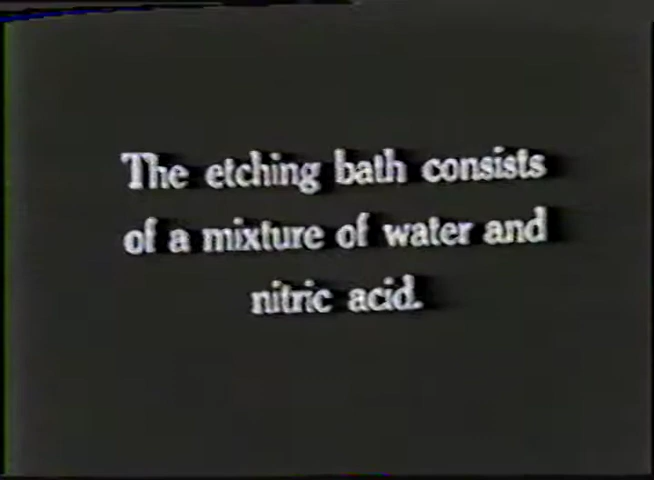 The etching bath consists
of a mixture of water and
nitric acid.